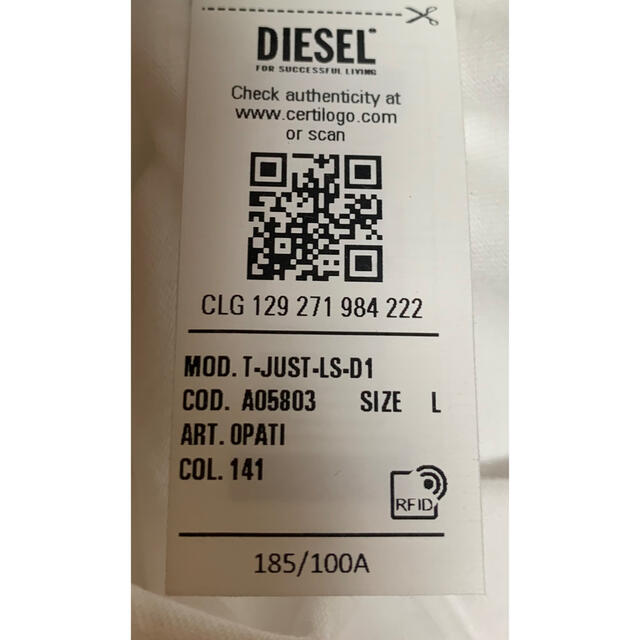 DIESEL
FOR SUCCESSFUL LIVING
Check authenticity at
www.certilogo.com
or scan
CLG 129 271 984 222
MOD. T-JUST-LS-D1
COD. A05803 SIZE L
ART. 0PATI
COL. 141
RFID
185/100A